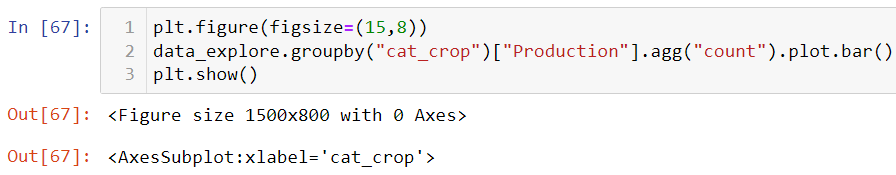 In [67]: 1 plt.figure(figsize=(15,8))
2 data_explore.groupby("cat_crop")["Production"].agg("count").plot.bar()
3 plt.show()
Out[67]: <Figure size 1500x800 with 0 Axes>
Out[67]: <AxesSubplot:xlabel='cat_crop'>